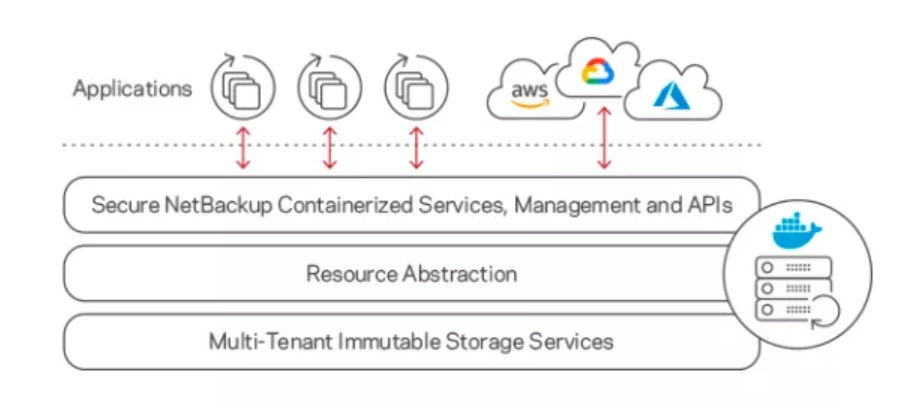 Applications
aws
Secure NetBackup Containerized Services, Management and APIs
Resource Abstraction
Multi-Tenant Immutable Storage Services